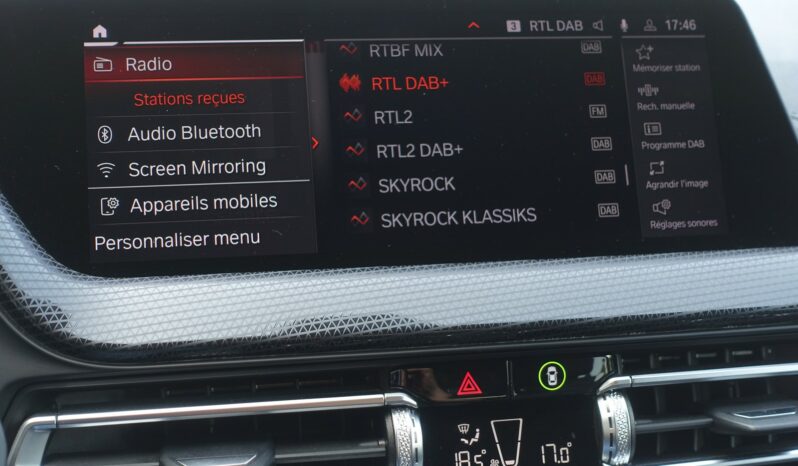 3 RTL DAB 17:46
Radio
Stations reçues
Audio Bluetooth
Screen Mirroring
Appareils mobiles
Personnaliser menu
RTBF MIX DAB
RTL DAB+ DAB
RTL2 FM
RTL2 DAB+ DAB
SKYROCK DAB
SKYROCK KLASSIKS DAB
Mémoriser station
Rech. manuelle
Programme DAB
Agrandir l'image
Réglages sonores
18.5° 17.0°